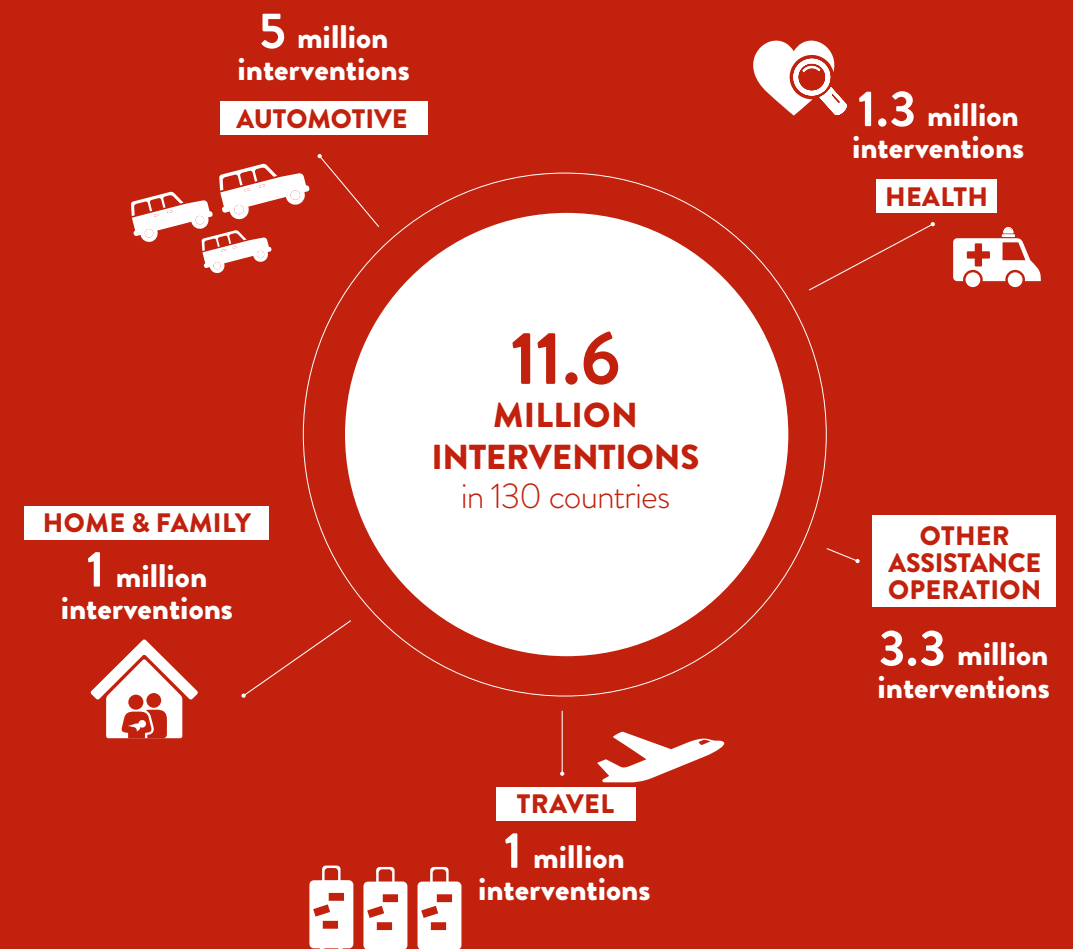 5 million
interventions
AUTOMOTIVE
1.3 million
interventions
HEALTH
11.6
MILLION
INTERVENTIONS
in 130 countries
HOME & FAMILY
1 million
interventions
OTHER
ASSISTANCE
OPERATION
3.3 million
interventions
TRAVEL
1 million
interventions